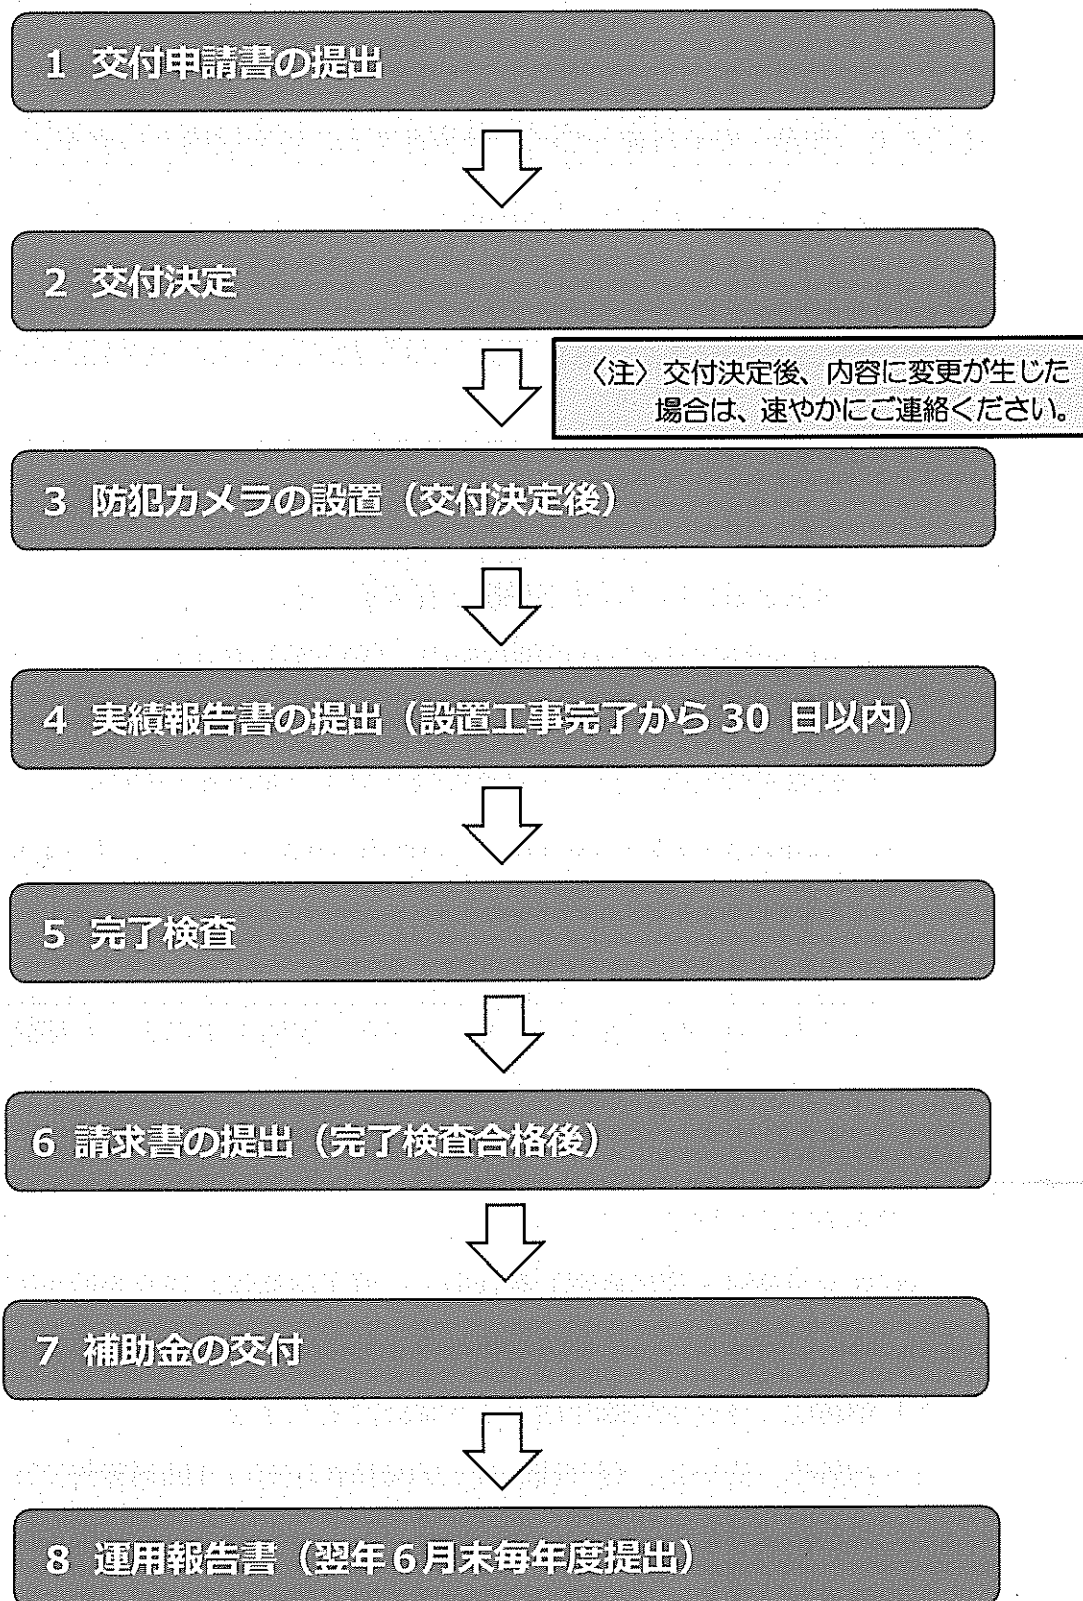 1 交付申請書の提出
2 交付決定
〈注〉交付決定後、内容に変更が生じた
場合は、速やかにご連絡ください。
3 防犯カメラの設置（交付決定後）
4 実績報告書の提出（設置工事完了から 30 日以内）
5 完了検査
6 請求書の提出（完了検査合格後）
7 補助金の交付
8 運用報告書（翌年６月末毎年度提出）